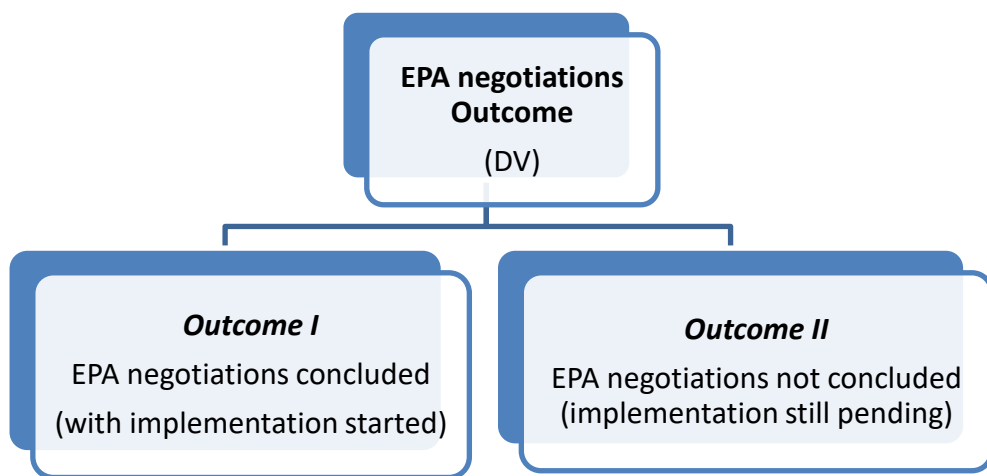 EPA negotiations
Outcome
(DV)
Outcome I
EPA negotiations concluded
(with implementation started)
Outcome II
EPA negotiations not concluded
(implementation still pending)